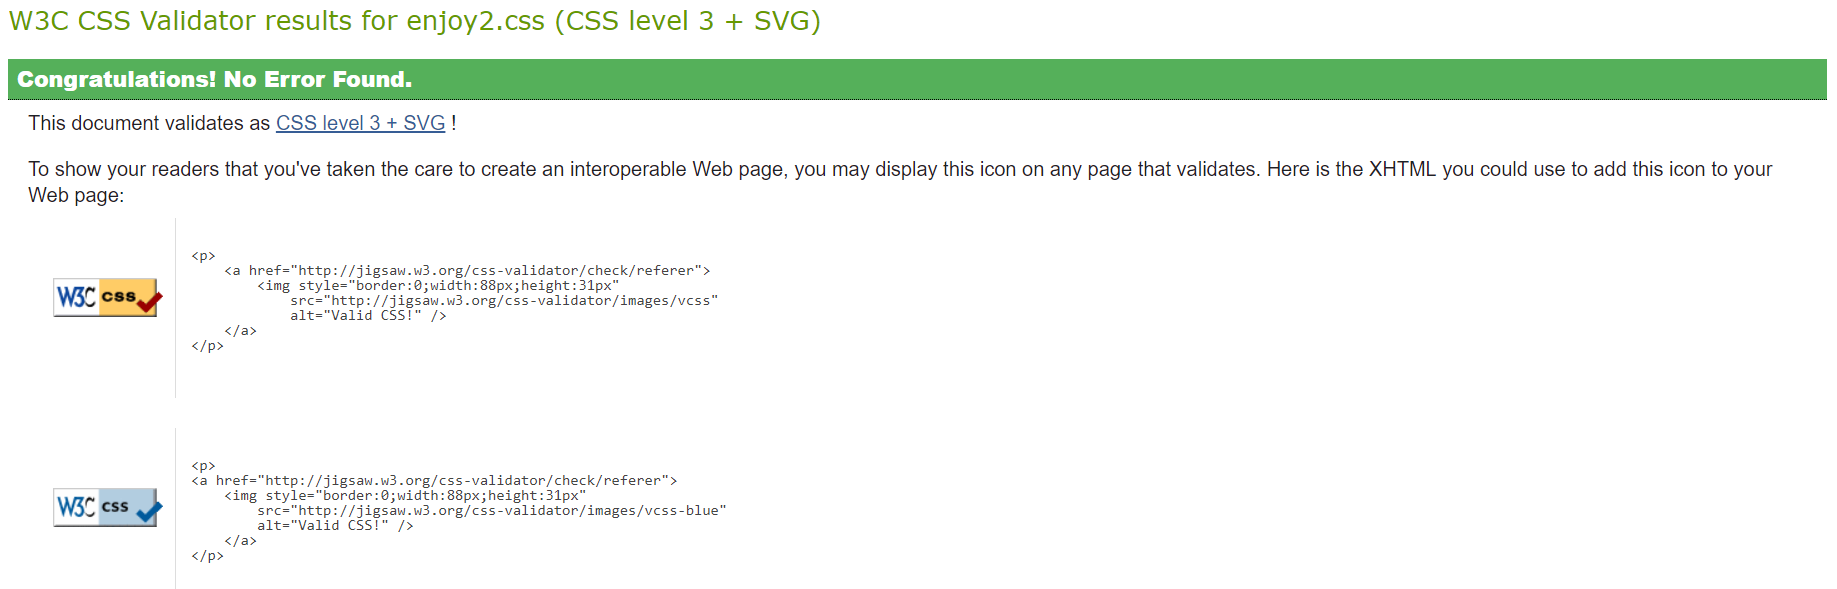 W3C CSS Validator results for enjoy2.css (CSS level 3 + SVG)
Congratulations! No Error Found.
This document validates as CSS level 3 + SVG !
To show your readers that you've taken the care to create an interoperable Web page, you may display this icon on any page that validates. Here is the XHTML you could use to add this icon to your
Web page:
W3C css
<p>
    <a href="http://jigsaw.w3.org/css-validator/check/referer">
        <img style="border:0;width:88px;height:31px"
            src="http://jigsaw.w3.org/css-validator/images/vcss"
            alt="Valid CSS!" />
    </a>
</p>
W3C css
<p>
<a href="http://jigsaw.w3.org/css-validator/check/referer">
    <img style="border:0;width:88px;height:31px"
        src="http://jigsaw.w3.org/css-validator/images/vcss-blue"
        alt="Valid CSS!" />
    </a>
</p>